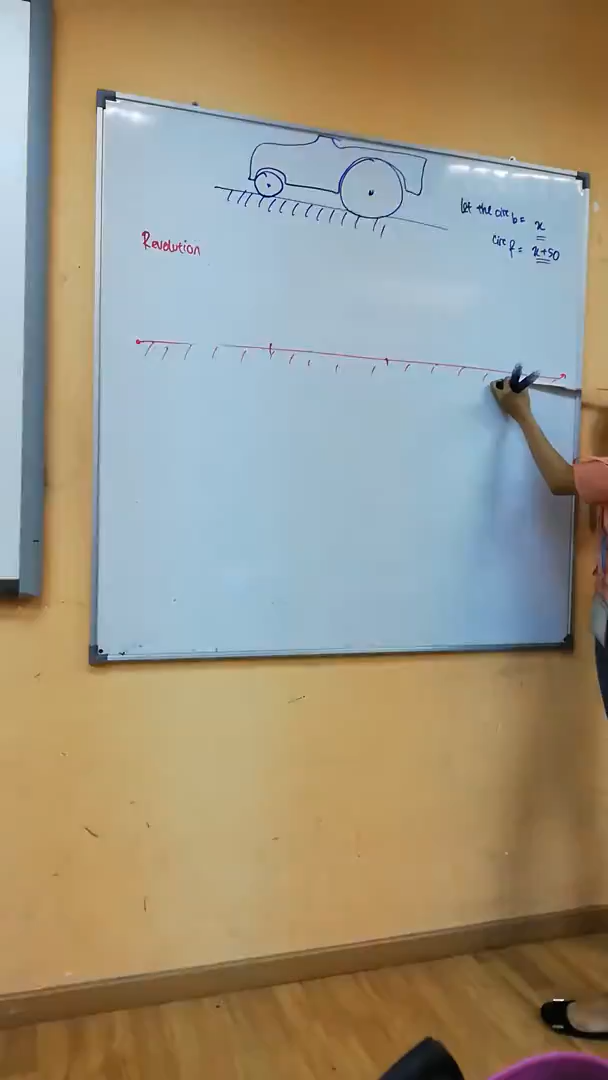 let the circ b = x
circ f = x+50
Revolution